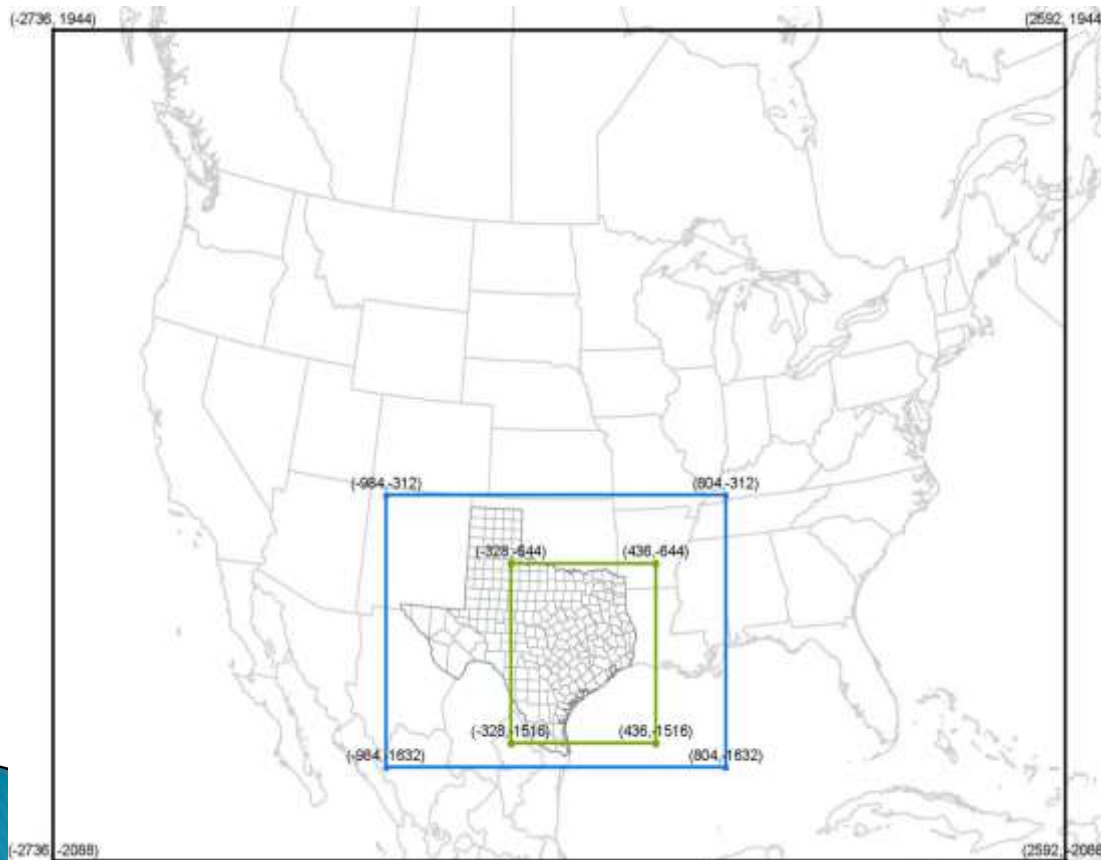 (-2736, 1944) (2592, 1944)
(-984,-312) (804,-312)
(-328,-644) (436,-644)
(-328,-1516) (436,-1516)
(-984,-1632) (804,-1632)
(-2736, -2088) (2592, -2088)